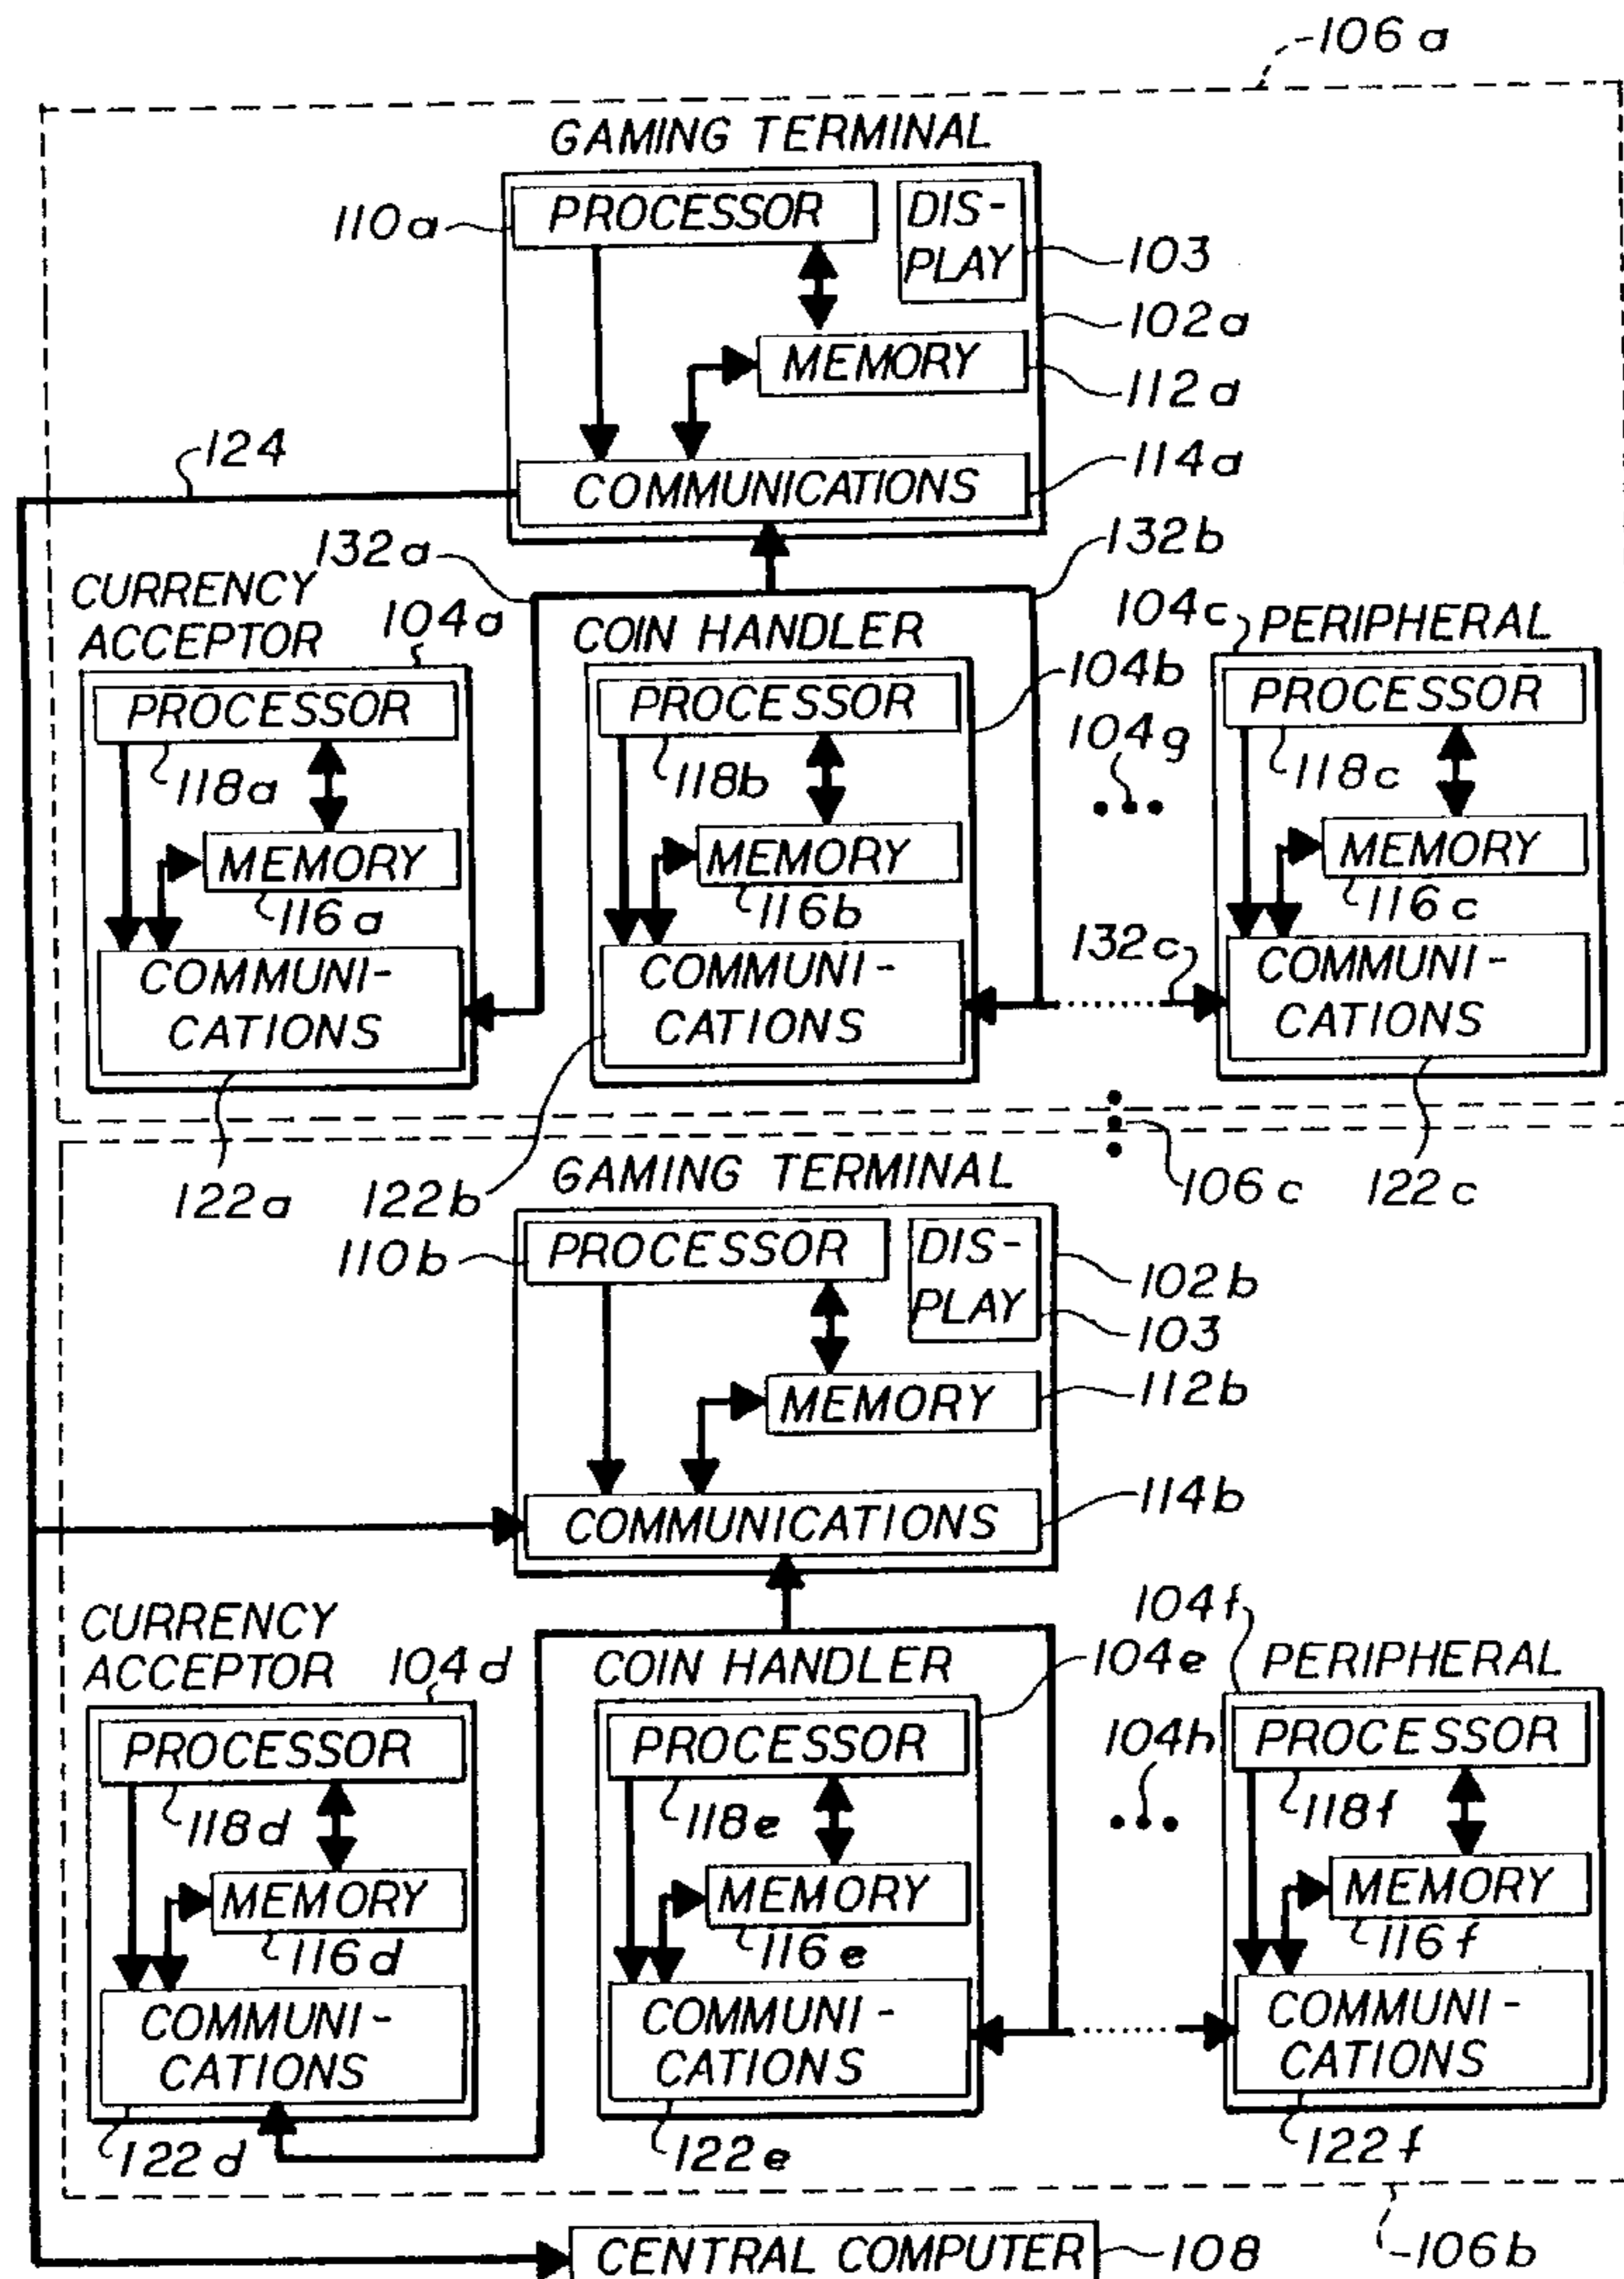 106a
GAMING TERMINAL
PROCESSOR
DIS-
PLAY
110a
103
102a
MEMORY
112a
124
COMMUNICATIONS
114a
132a
132b
CURRENCY
ACCEPTOR
104a
COIN HANDLER
104c
PERIPHERAL
104b
PROCESSOR
PROCESSOR
PROCESSOR
104g
118a
118b
118c
MEMORY
MEMORY
MEMORY
116a
116b
116c
132c
COMMUNI-
CATIONS
COMMUNI-
CATIONS
COMMUNI-
CATIONS
122a
122b
106c
122c
GAMING TERMINAL
PROCESSOR
DIS-
PLAY
110b
102b
103
MEMORY
112b
COMMUNICATIONS
114b
CURRENCY
ACCEPTOR
104d
COIN HANDLER
104e
104f
PERIPHERAL
PROCESSOR
PROCESSOR
PROCESSOR
104h
118d
118e
118f
MEMORY
MEMORY
MEMORY
116d
116e
116f
COMMUNI-
CATIONS
COMMUNI-
CATIONS
COMMUNI-
CATIONS
122d
122e
122f
CENTRAL COMPUTER
108
106b